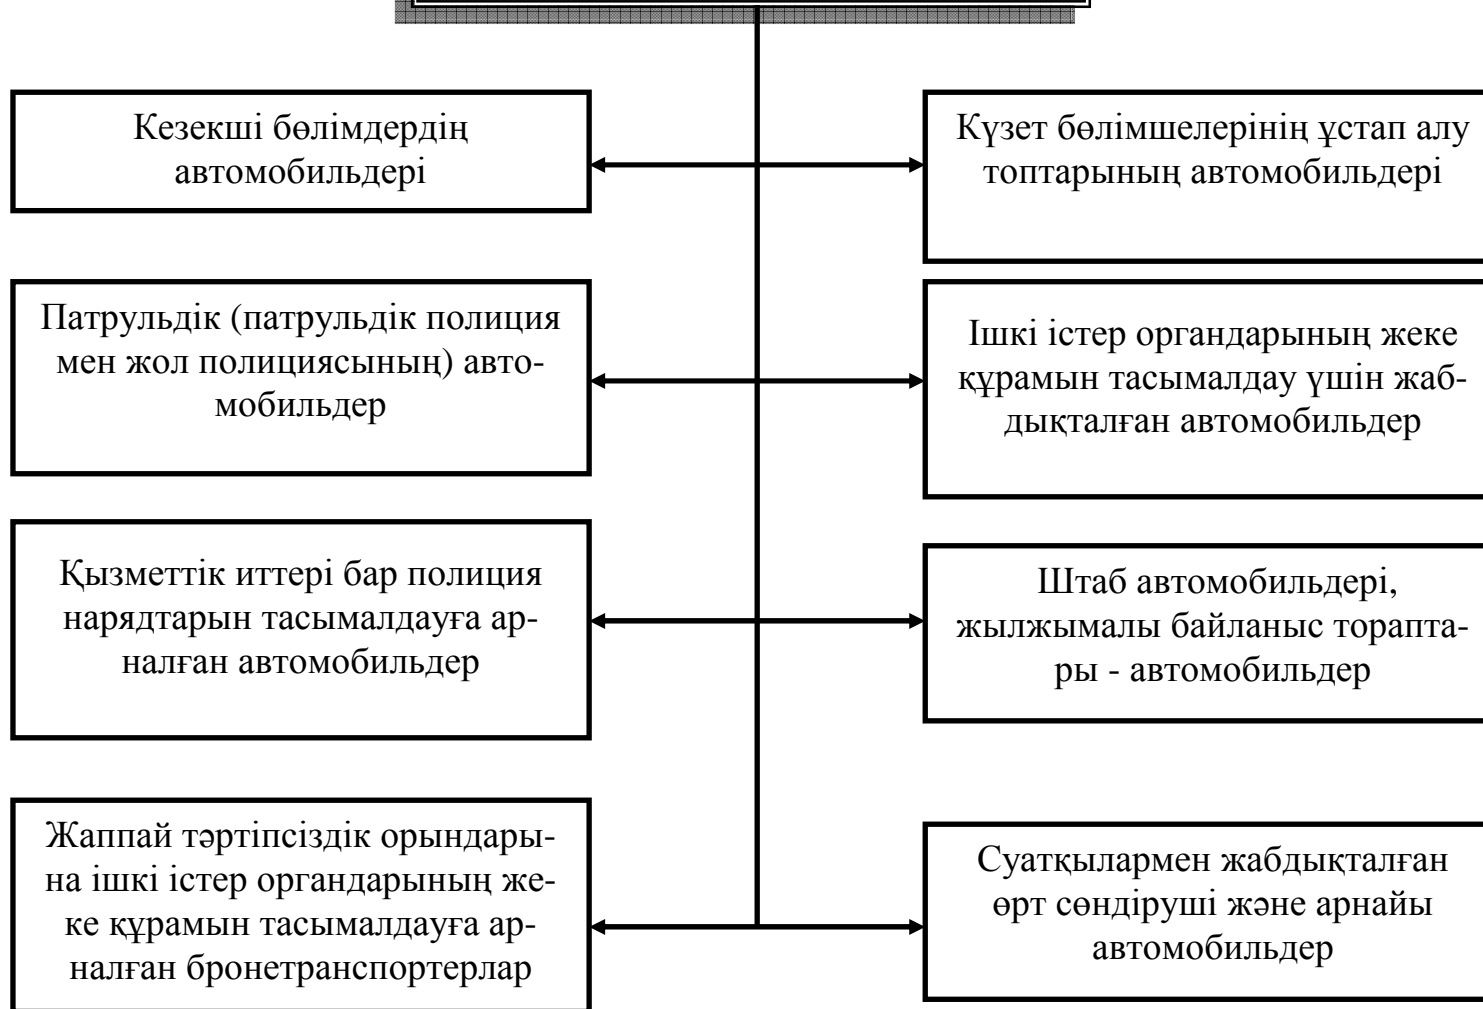 Кезекші бөлімдердің
автомобильдері
Күзет бөлімшелерінің ұстап алу
топтарының автомобильдері
Патрульдік (патрульдік полиция
мен жол полициясының) авто-
мобильдер
Ішкі істер органдарының жеке
құрамын тасымалдау үшін жаб-
дықталған автомобильдер
Қызметтік иттері бар полиция
нарядтарын тасымалдауға ар-
налған автомобильдер
Штаб автомобильдері,
жылжымалы байланыс торапта-
ры - автомобильдер
Жаппай тәртіпсіздік орындары-
на ішкі істер органдарының же-
ке құрамын тасымалдауға ар-
налған бронетранспортерлар
Суатқылармен жабдықталған
өрт сөндіруші және арнайы
автомобильдер